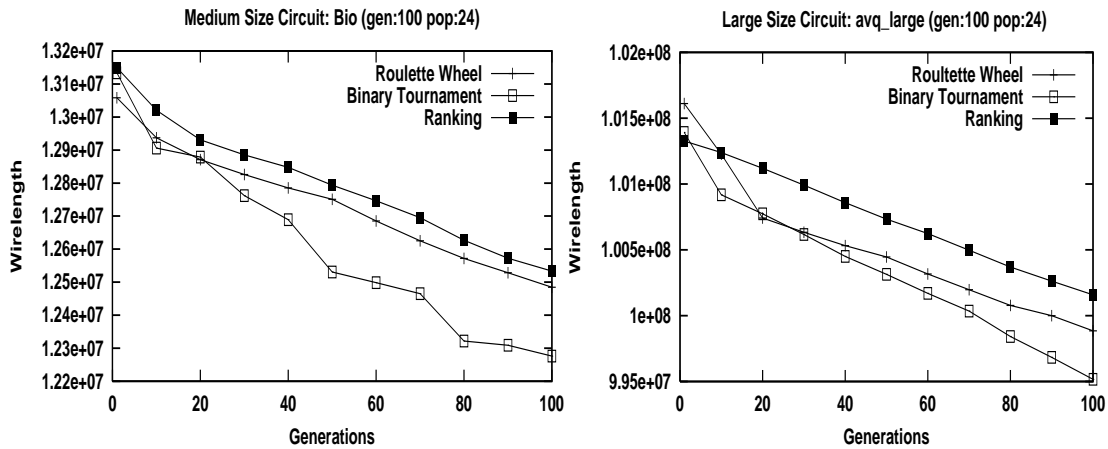 Medium Size Circuit: Bio (gen:100 pop:24)
1.32e+07
1.31e+07
1.3e+07
1.29e+07
1.28e+07
1.27e+07
1.26e+07
1.25e+07
1.24e+07
1.23e+07
1.22e+07
Wirelength
Roulette Wheel
Binary Tournament
Ranking
0 20 40 60 80 100
Generations
Large Size Circuit: avq_large (gen:100 pop:24)
1.02e+08
1.015e+08
1.01e+08
1.005e+08
1e+08
9.95e+07
Wirelength
Roultette Wheel
Binary Tournament
Ranking
0 20 40 60 80 100
Generations